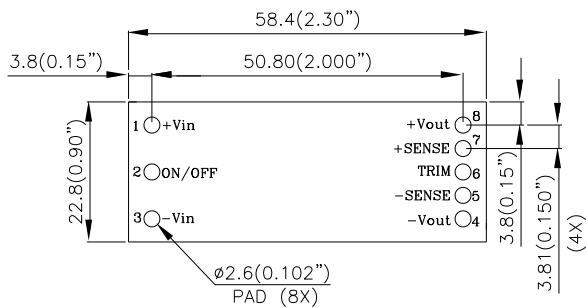 58.4(2.30”)
3.8(0.15”)
50.80(2.000”)
1 +Vin
+Vout 8
+SENSE 7
2 ON/OFF
TRIM 6
-SENSE 5
3 -Vin
-Vout 4
22.8(0.90”)
3.8(0.15”)
3.81(0.150”)
(4X)
ø2.6(0.102”)
PAD (8X)